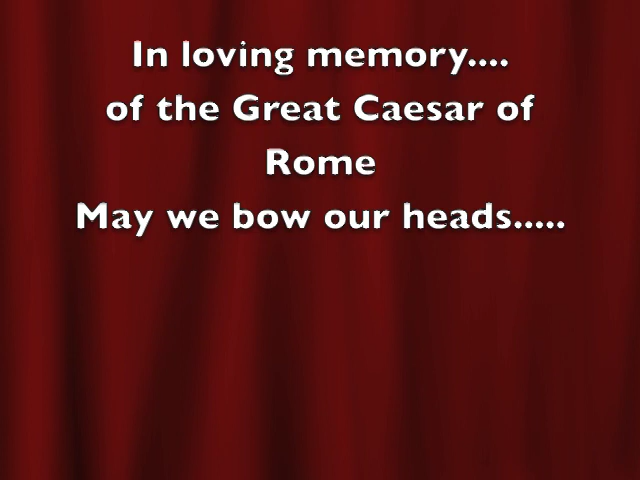 In loving memory....
of the Great Caesar of
Rome
May we bow our heads.....